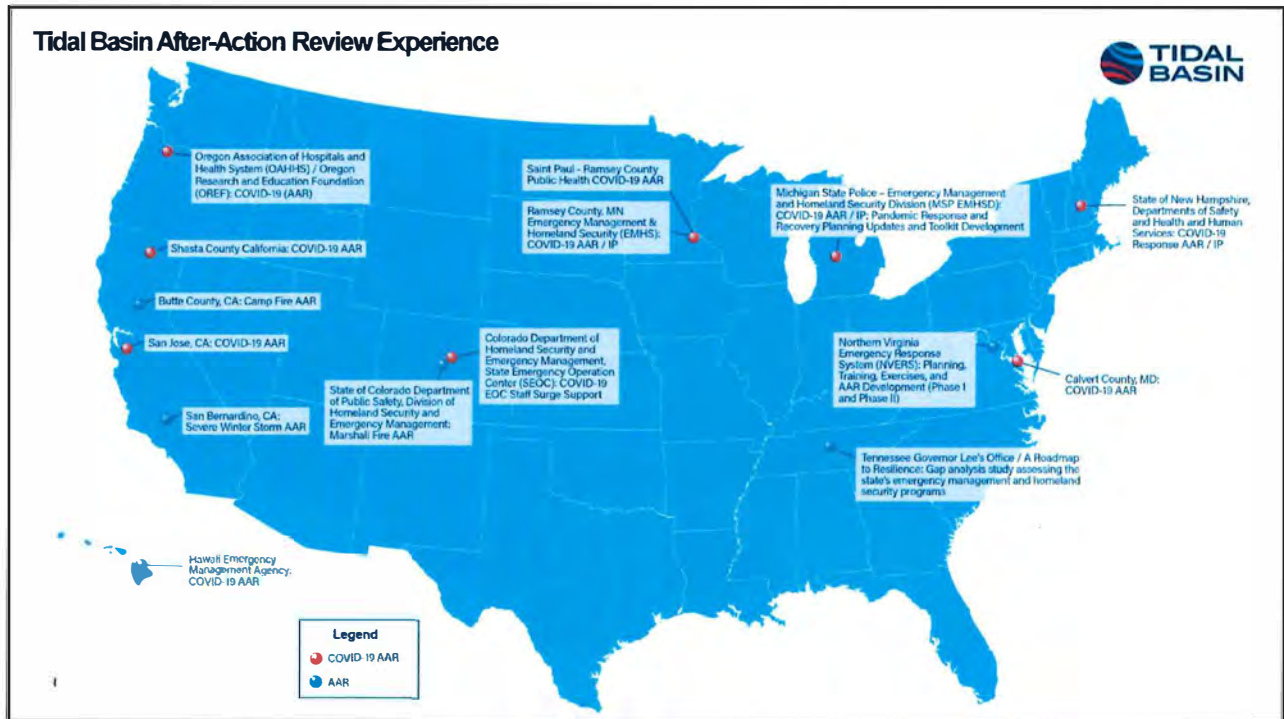 Tidal Basin After-Action Review Experience
TIDAL
BASIN
Oregon Association of Hospitals and
Health System (OAHHS) / Oregon
Research and Education Foundation
(OREF): COVID-19 (AAR)
Shasta County California: COVID-19 AAR
Butte County, CA: Camp Fire AAR
San Jose, CA: COVID-19 AAR
San Bernardino, CA:
Severe Winter Storm AAR
State of Colorado Department
of Public Safety, Division of
Homeland Security and
Emergency Management:
Marshall Fire AAR
Colorado Department of
Homeland Security and
Emergency Management,
State Emergency Operation
Center (SEOC): COVID-19
EOC Staff Surge Support
Saint Paul - Ramsey County
Public Health COVID-19 AAR
Ramsey County, MN
Emergency Management &
Homeland Security (EMHS):
COVID-19 AAR / IP
Michigan State Police - Emergency Management
and Homeland Security Division (MSP EMHSD):
COVID-19 AAR / IP: Pandemic Response and
Recovery Planning Updates and Toolkit Development
State of New Hampshire,
Departments of Safety
and Health and Human
Services: COVID-19
Response AAR / IP
Northern Virginia
Emergency Response
System (NVERS): Planning,
Training, Exercises, and
AAR Development (Phase I
and Phase II)
Calvert County, MD:
COVID-19 AAR
Tennessee Governor Lee's Office / A Roadmap
to Resilience: Gap analysis study assessing the
state's emergency management and homeland
security programs
Hawaii Emergency
Management Agency:
COVID-19 AAR
Legend
COVID-19 AAR
AAR